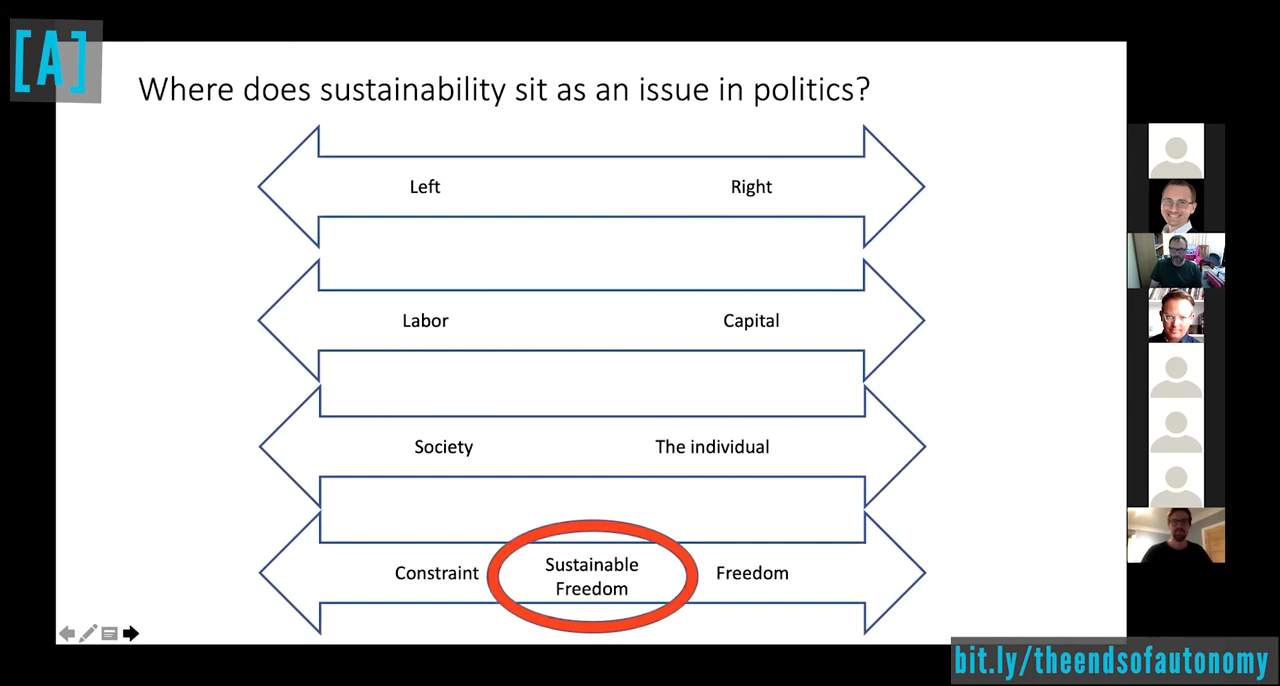 [A]
Where does sustainability sit as an issue in politics?
Left Right
Labor Capital
Society The individual
Constraint Sustainable Freedom Freedom
bit.ly/theendsofautonomy